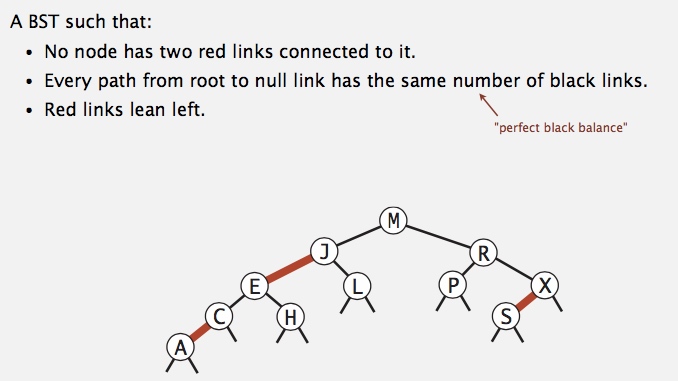 A BST such that:
• No node has two red links connected to it.
• Every path from root to null link has the same number of black links.
• Red links lean left.
"perfect black balance"
M
J
R
E
L
P
X
C
H
S
A